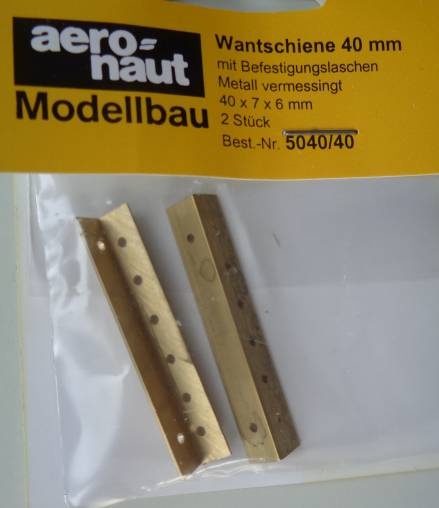 aero=
naut
Modellbau
Wantschiene 40 mm
mit Befestigungslaschen
Metall vermessingt
40 x 7 x 6 mm
2 Stück
Best.-Nr. 5040/40